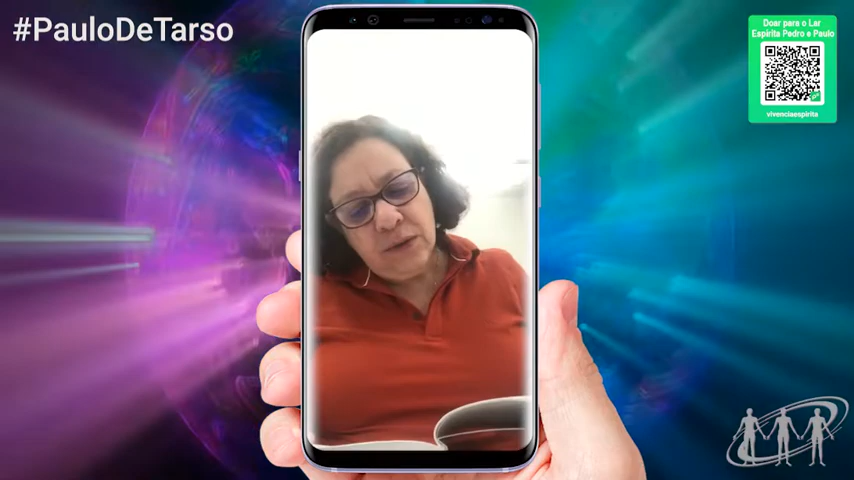 #PauloDeTarso
Doar para o Lar
Espírita Pedro e Paulo
vivenciaespirita